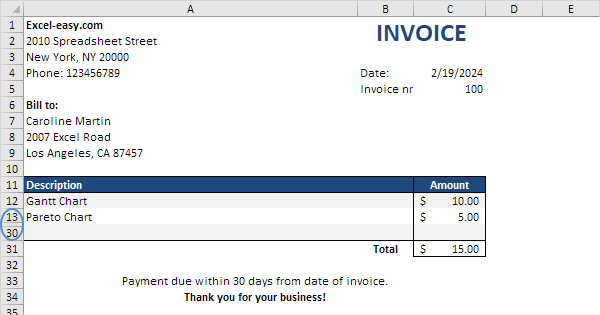 A B C D E
1 Excel-easy.com INVOICE
2 2010 Spreadsheet Street
3 New York, NY 20000
4 Phone: 123456789 Date: 2/19/2024
5 Invoice nr 100
6 Bill to:
7 Caroline Martin
8 2007 Excel Road
9 Los Angeles, CA 87457
10
11 Description Amount
12 Gantt Chart $ 10.00
13 Pareto Chart $ 5.00
30
31 Total $ 15.00
32
33 Payment due within 30 days from date of invoice.
34 Thank you for your business!
35